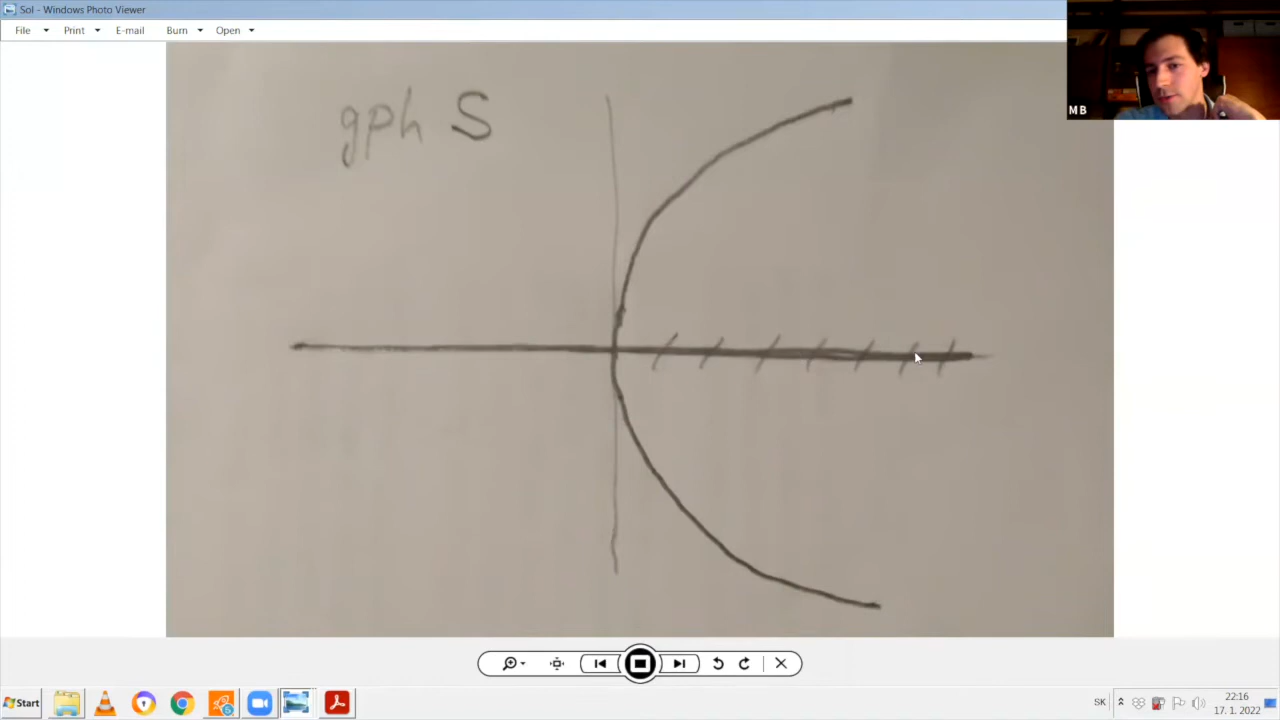 Sol - Windows Photo Viewer
File Print E-mail Burn Open
MB
gph S
Start
SK
22:16
17. 1. 2022